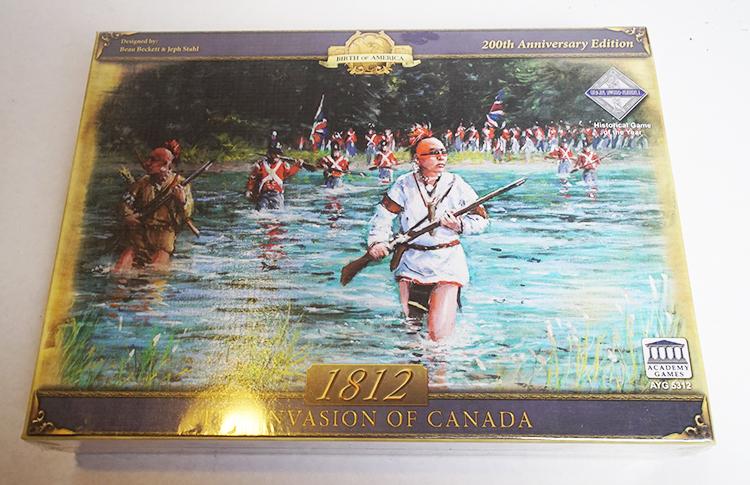 Designed by:
Beau Beckett & Jeph Stahl
BIRTH OF AMERICA
200th Anniversary Edition
Historical Game
of the Year
1812
INVASION OF CANADA
ACADEMY
GAMES
AYG 5312